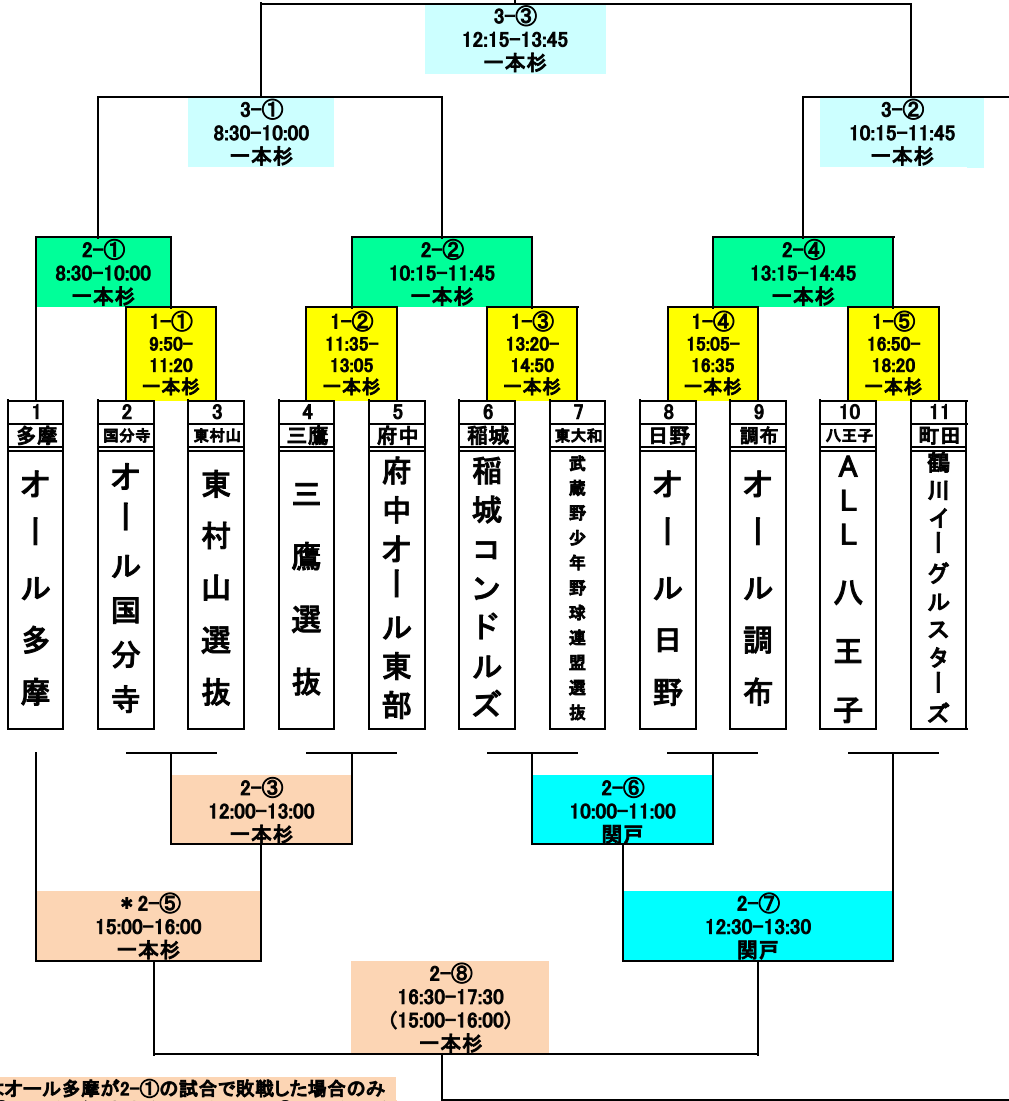 3-③
12:15-13:45
一本杉
3-①
8:30-10:00
一本杉
3-②
10:15-11:45
一本杉
2-①
8:30-10:00
一本杉
2-②
10:15-11:45
一本杉
2-④
13:15-14:45
一本杉
1-①
9:50-
11:20
一本杉
1-②
11:35-
13:05
一本杉
1-③
13:20-
14:50
一本杉
1-④
15:05-
16:35
一本杉
1-⑤
16:50-
18:20
一本杉
1
多摩
オール多摩
2
国分寺
オール国分寺
3
東村山
東村山選抜
4
三鷹
三鷹選抜
5
府中
府中オール東部
6
稲城
稲城コンドルズ
7
東大和
武蔵野少年野球連盟選抜
8
日野
オール日野
9
調布
オール調布
10
八王子
ALL八王子
11
町田
鶴川イーグルスターズ
2-③
12:00-13:00
一本杉
2-⑥
10:00-11:00
関戸
*2-⑤
15:00-16:00
一本杉
2-⑦
12:30-13:30
関戸
2-⑧
16:30-17:30
(15:00-16:00)
一本杉
オール多摩が2-①の試合で敗戦した場合のみ